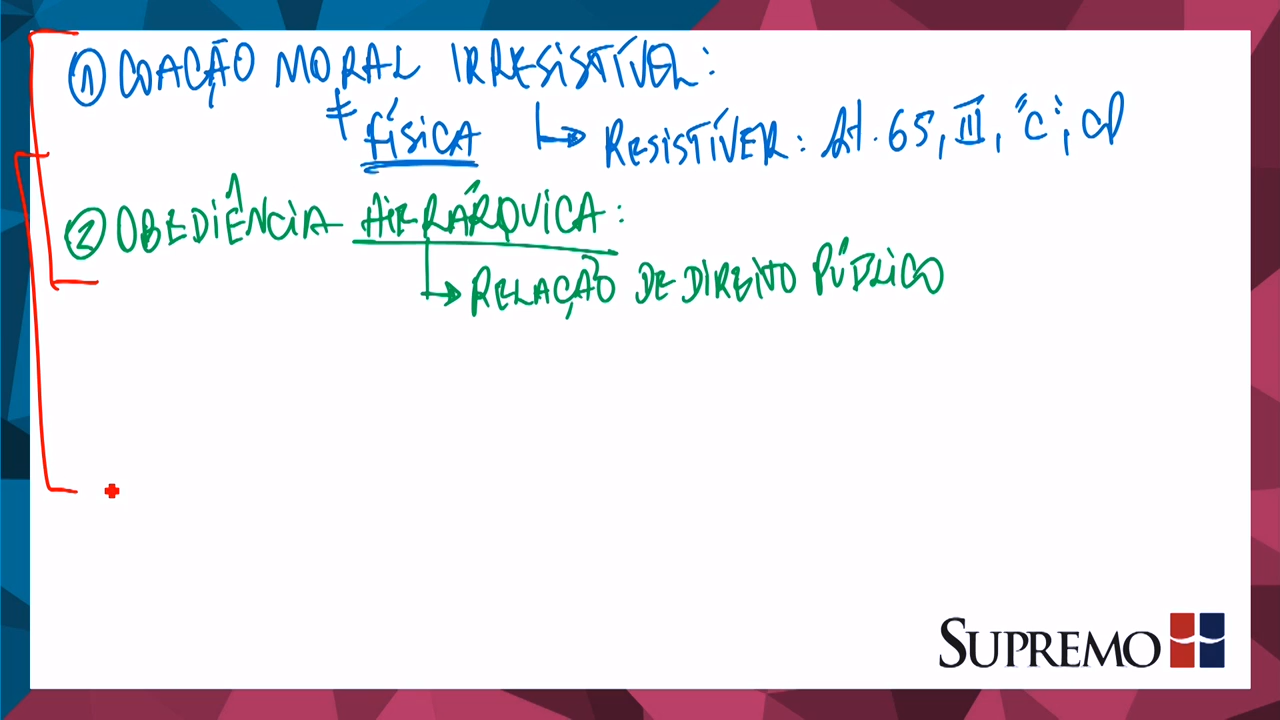 ① COAÇÃO MORAL IRRESISTÍVEL:
≠ FÍSICA ↳ RESISTÍVEL: Art. 65, III, "C", CP
② OBEDIÊNCIA HIERÁRQUICA:
↳ RELAÇÃO DE DIREITO PÚBLICO
SUPREMO